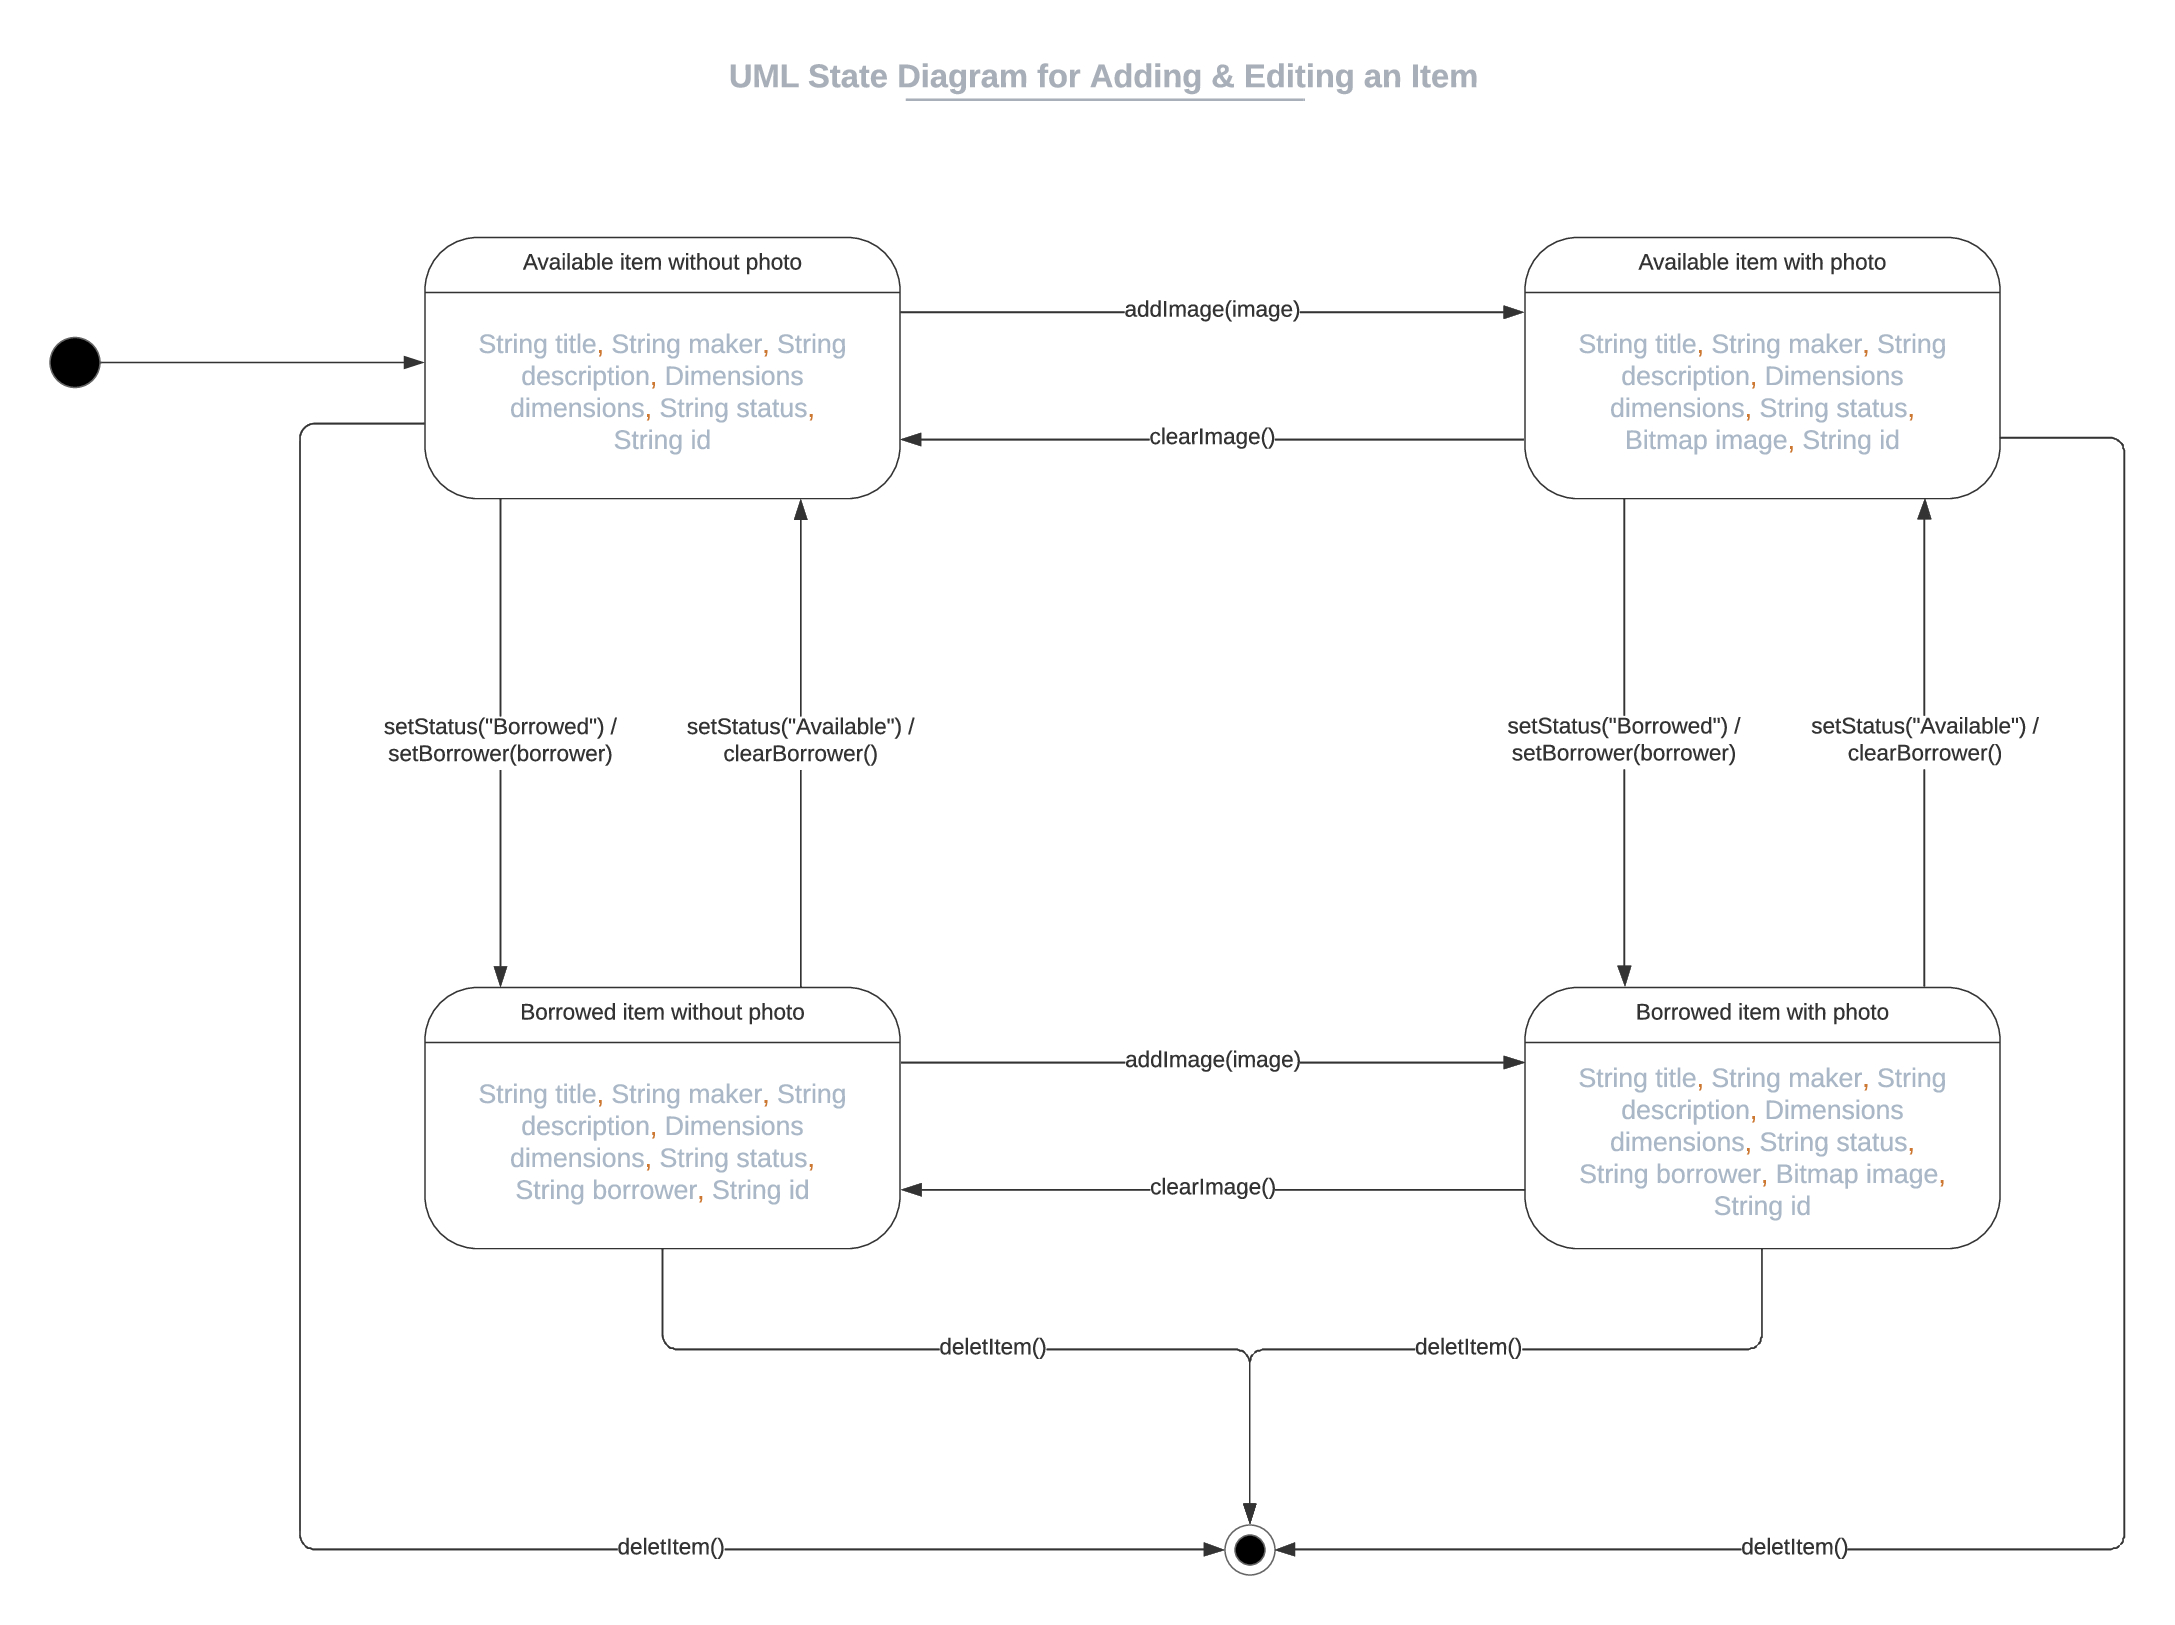 UML State Diagram for Adding & Editing an Item
Available item without photo
String title, String maker, String
description, Dimensions
dimensions, String status,
String id
addImage(image)
clearImage()
Available item with photo
String title, String maker, String
description, Dimensions
dimensions, String status,
Bitmap image, String id
setStatus("Borrowed") /
setBorrower(borrower)
setStatus("Available") /
clearBorrower()
setStatus("Borrowed") /
setBorrower(borrower)
setStatus("Available") /
clearBorrower()
Borrowed item without photo
String title, String maker, String
description, Dimensions
dimensions, String status,
String borrower, String id
addImage(image)
clearImage()
Borrowed item with photo
String title, String maker, String
description, Dimensions
dimensions, String status,
String borrower, Bitmap image,
String id
deletItem()
deletItem()
deletItem()
deletItem()